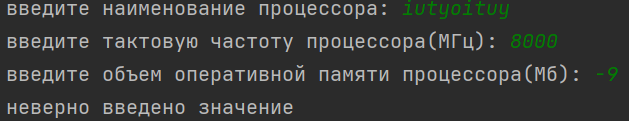 введите наименование процессора: iutyoituy
введите тактовую частоту процессора(МГц): 8000
введите объем оперативной памяти процессора(Мб): -9
неверно введено значение